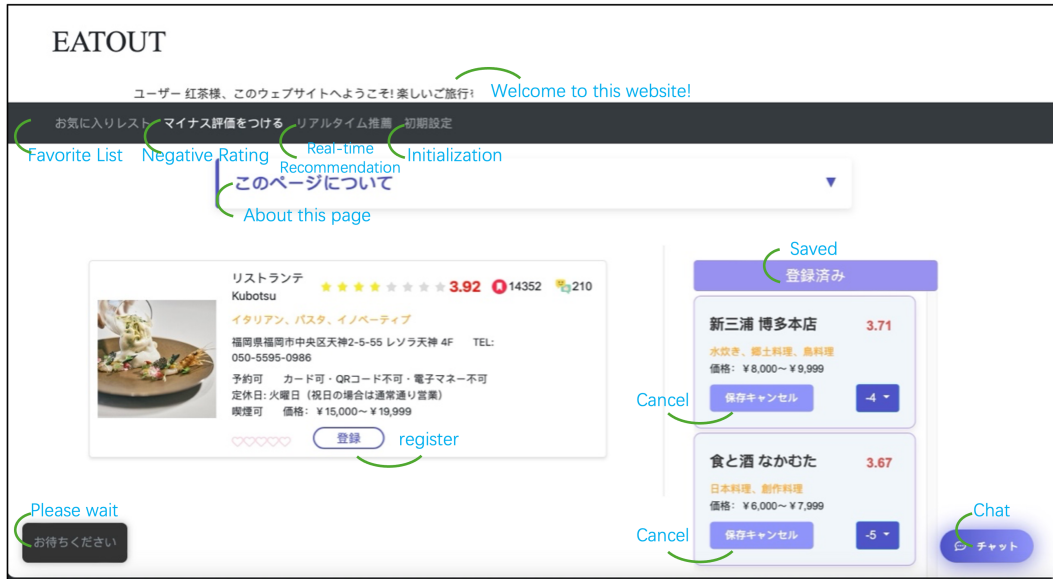 EATOUT
ユーザー 紅茶様、このウェブサイトへようこそ! 楽しいご旅行
Welcome to this website!
お気に入りリスト マイナス評価をつける リアルタイム推薦 初期設定
Favorite List Negative Rating Real-time Recommendation Initialization
このページについて ▼
About this page
リストランテ Kubotsu
3.92 14352 210
イタリアン、パスタ、イノベーティブ
福岡県福岡市中央区天神2-5-55 レソラ天神 4F TEL:
050-5595-0986
予約可 カード可・QRコード不可・電子マネー不可
定休日: 火曜日（祝日の場合は通常通り営業）
喫煙可 価格: ¥15,000~¥19,999
登録
register
Saved
登録済み
新三浦 博多本店 3.71
水炊き、郷土料理、鳥料理
価格: ¥8,000~¥9,999
Cancel
保存キャンセル -4
食と酒 なかむた 3.67
日本料理、創作料理
価格: ¥6,000~¥7,999
Cancel
保存キャンセル -5
Please wait
お待ちください
Chat
チャット